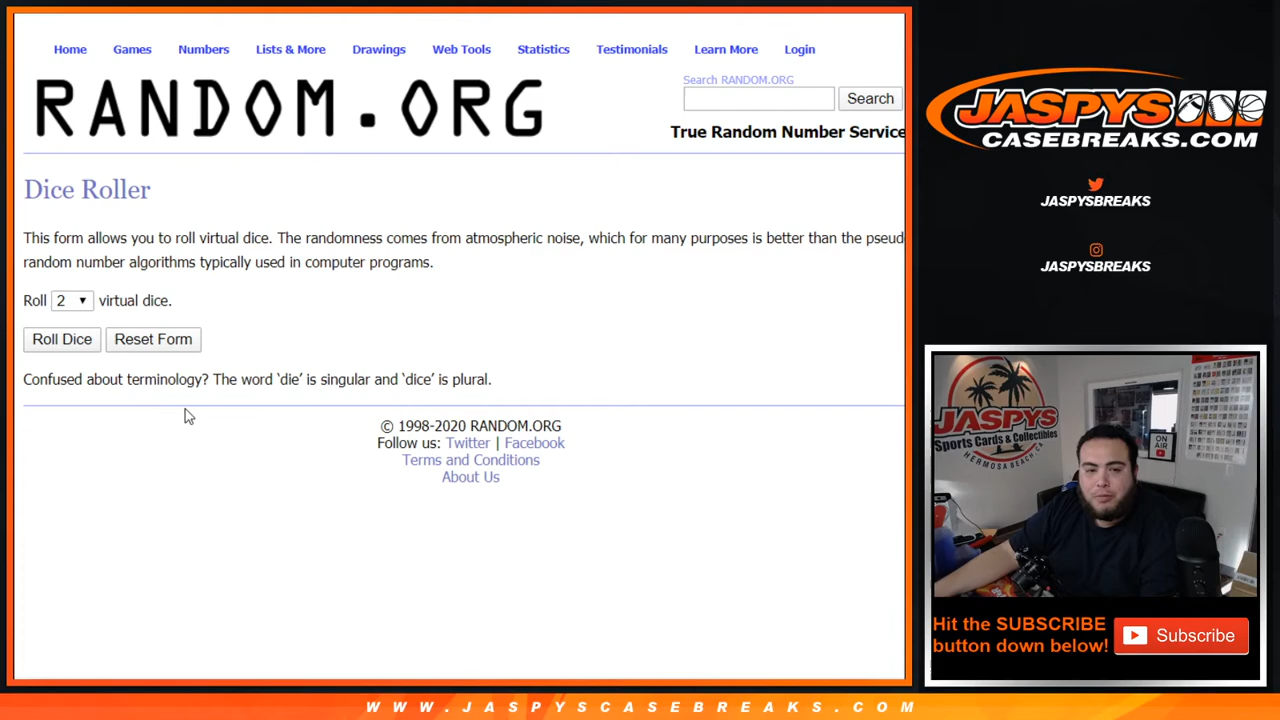 Home Games Numbers Lists & More Drawings Web Tools Statistics Testimonials Learn More Login
RANDOM.ORG
Search RANDOM.ORG
Search
True Random Number Service
Dice Roller
This form allows you to roll virtual dice. The randomness comes from atmospheric noise, which for many purposes is better than the pseud
random number algorithms typically used in computer programs.
Roll 2 virtual dice.
Roll Dice Reset Form
Confused about terminology? The word ‘die’ is singular and ‘dice’ is plural.
© 1998-2020 RANDOM.ORG
Follow us: Twitter | Facebook
Terms and Conditions
About Us
JASPYS
CASEBREAKS.COM
JASPYSBREAKS
JASPYSBREAKS
JASPYS
Sports Cards & Collectibles
HERMOSA BEACH, CA
ON
AIR
Hit the SUBSCRIBE
button down below!
Subscribe
WWW.JASPYSCASEBREAKS.COM